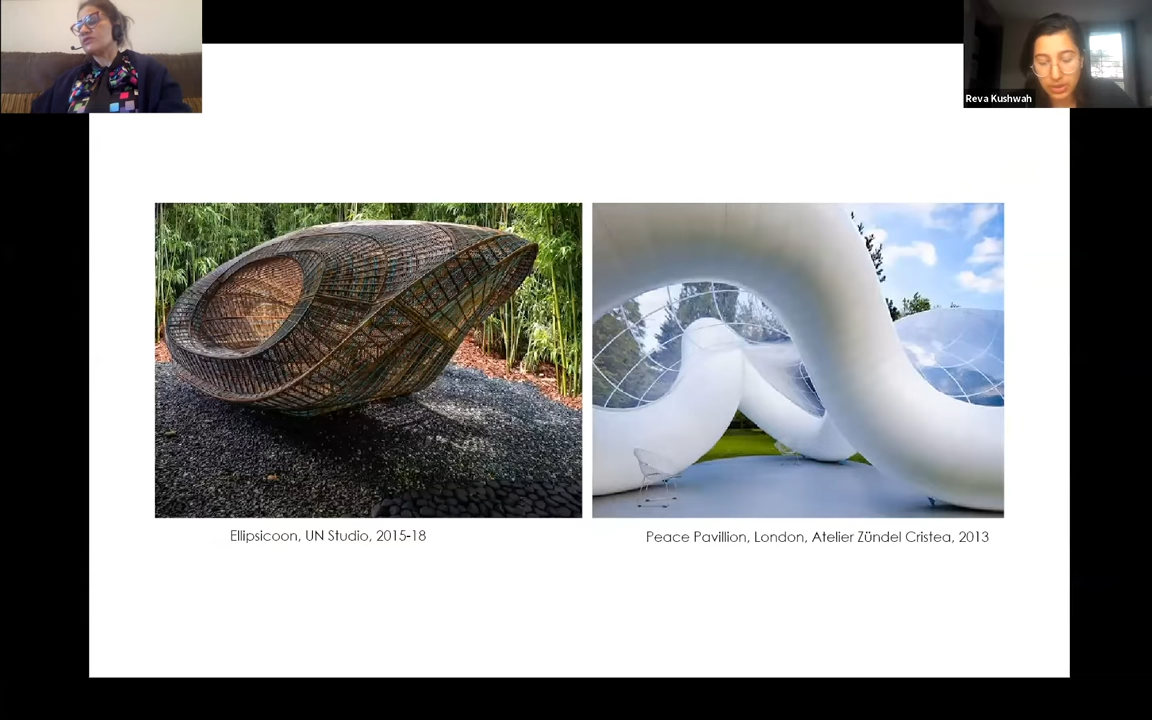 Reva Kushwah
Ellipsicoon, UN Studio, 2015-18
Peace Pavillion, London, Atelier Zündel Cristea, 2013